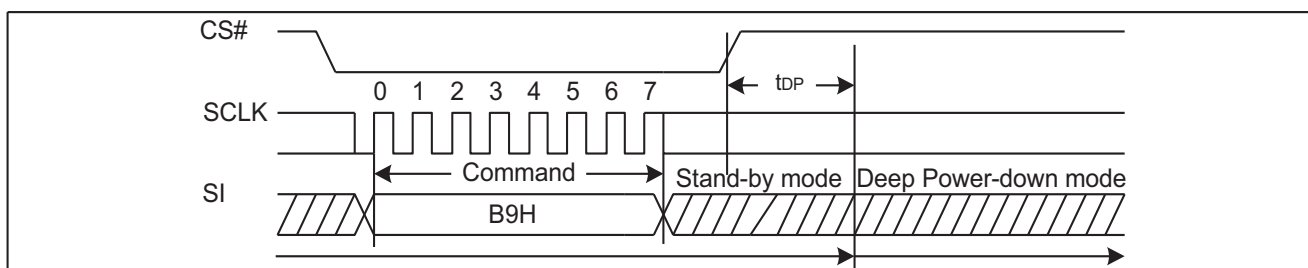 CS#
tDP
0 1 2 3 4 5 6 7
SCLK
Command
Stand-by mode Deep Power-down mode
SI
B9H